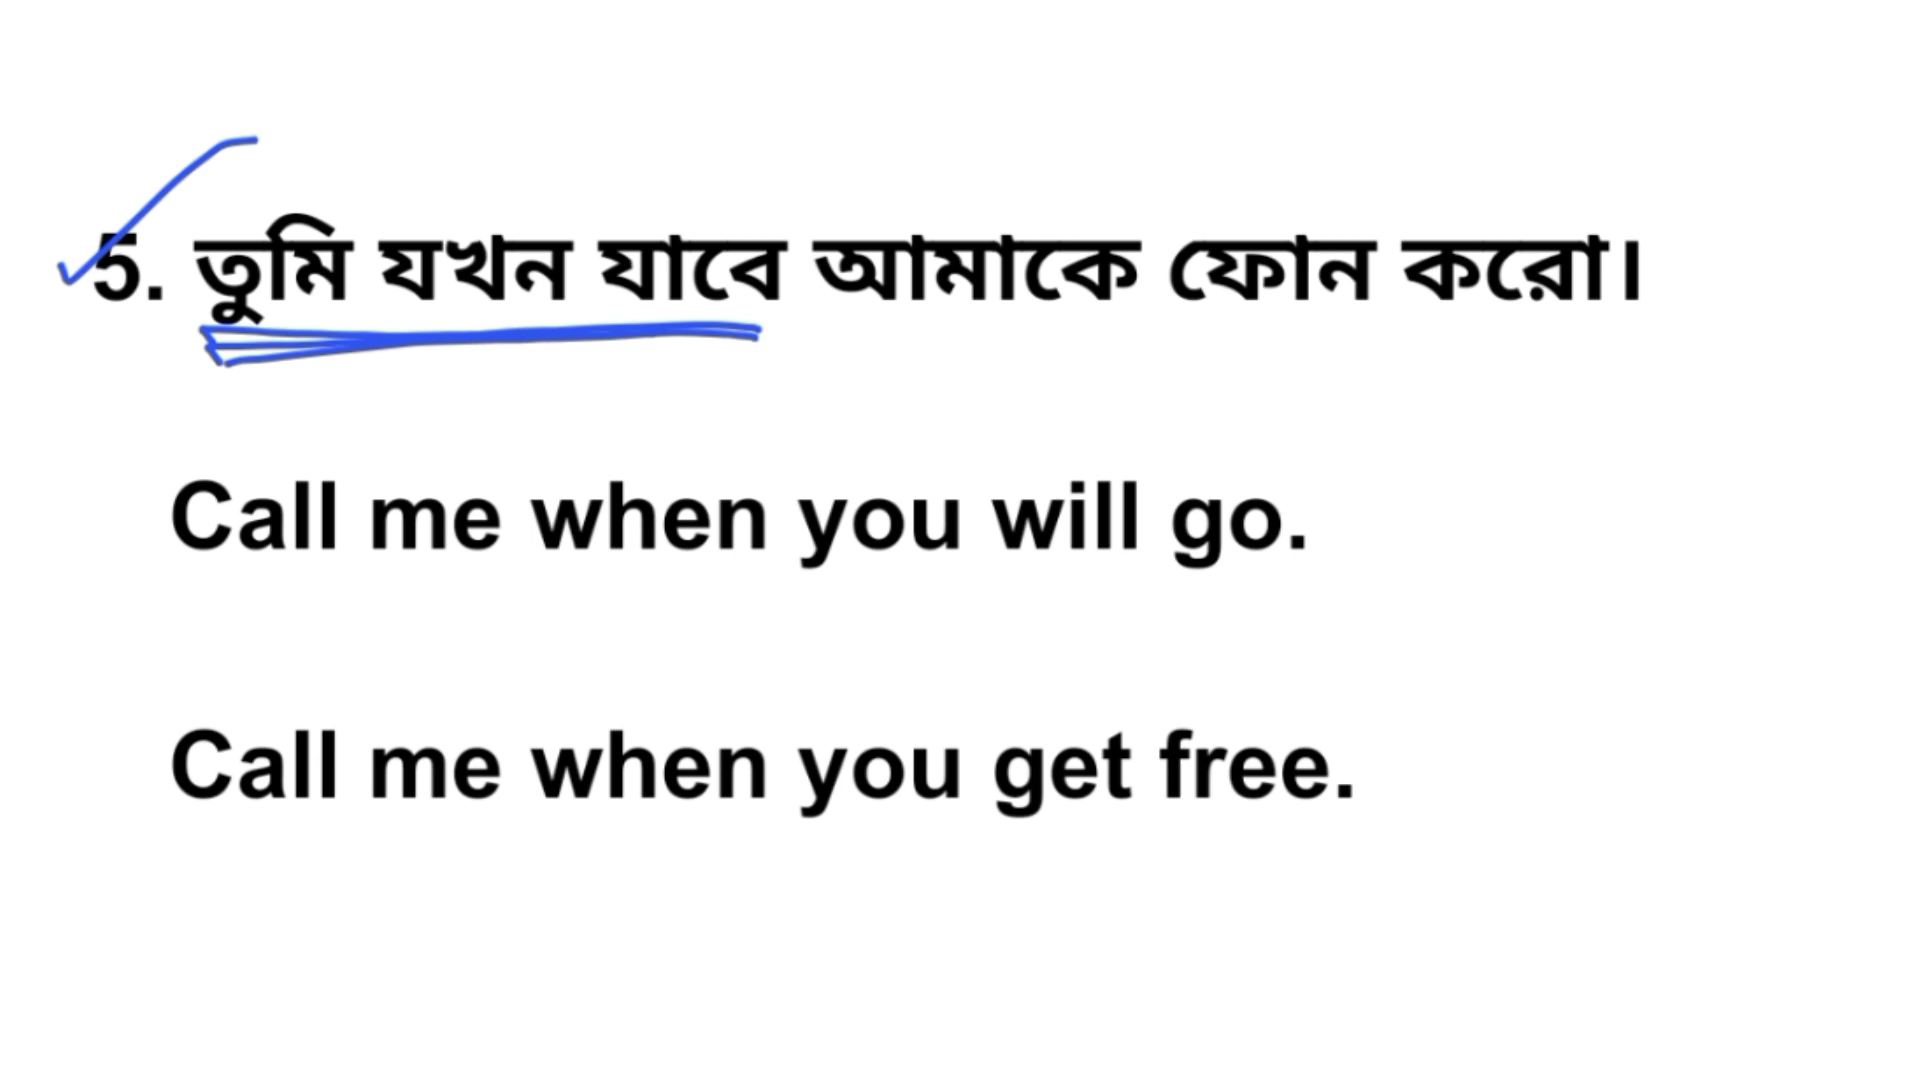 5. তুমি যখন যাবে আমাকে ফোন করো।
Call me when you will go.
Call me when you get free.